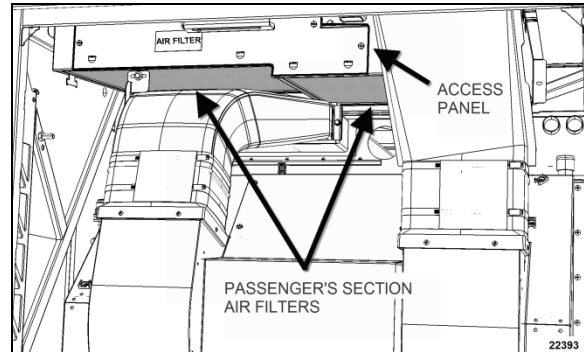 AIR FILTER
ACCESS
PANEL
PASSENGER'S SECTION
AIR FILTERS
22393